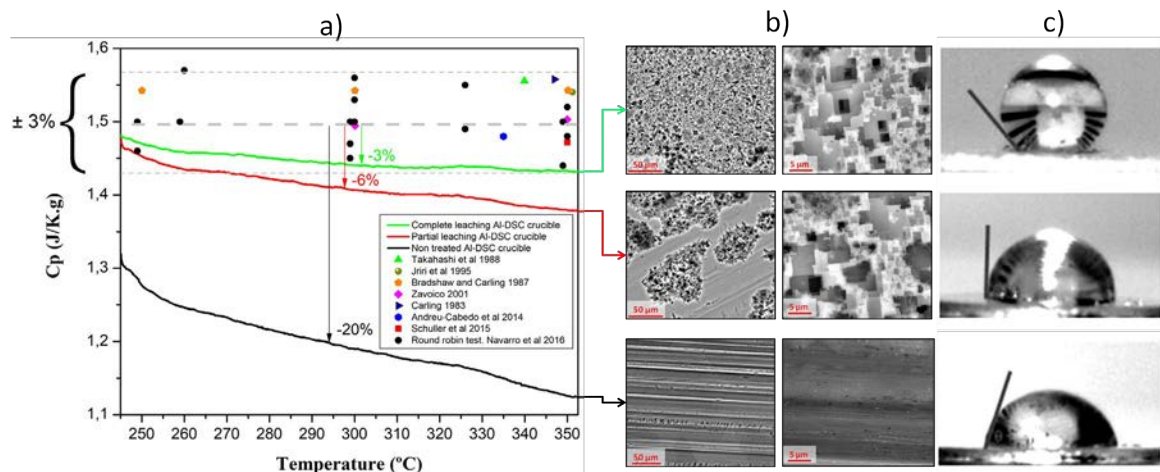 a)
b)
c)
1,6
1,5
1,4
1,3
1,2
1,1
Cp (J/K.g)
± 3%
-3%
-6%
-20%
Complete leaching Al-DSC crucible
Partial leaching Al-DSC crucible
Non treated Al-DSC crucible
Takahashi et al 1988
Jriri et al 1995
Bradshaw and Carling 1987
Zavoico 2001
Carling 1983
Andreu-Cabedo et al 2014
Schuller et al 2015
Round robin test. Navarro et al 2016
250 260 270 280 290 300 310 320 330 340 350
Temperature (ºC)
50 µm
5 µm
50 µm
5 µm
50 µm
5 µm
θ